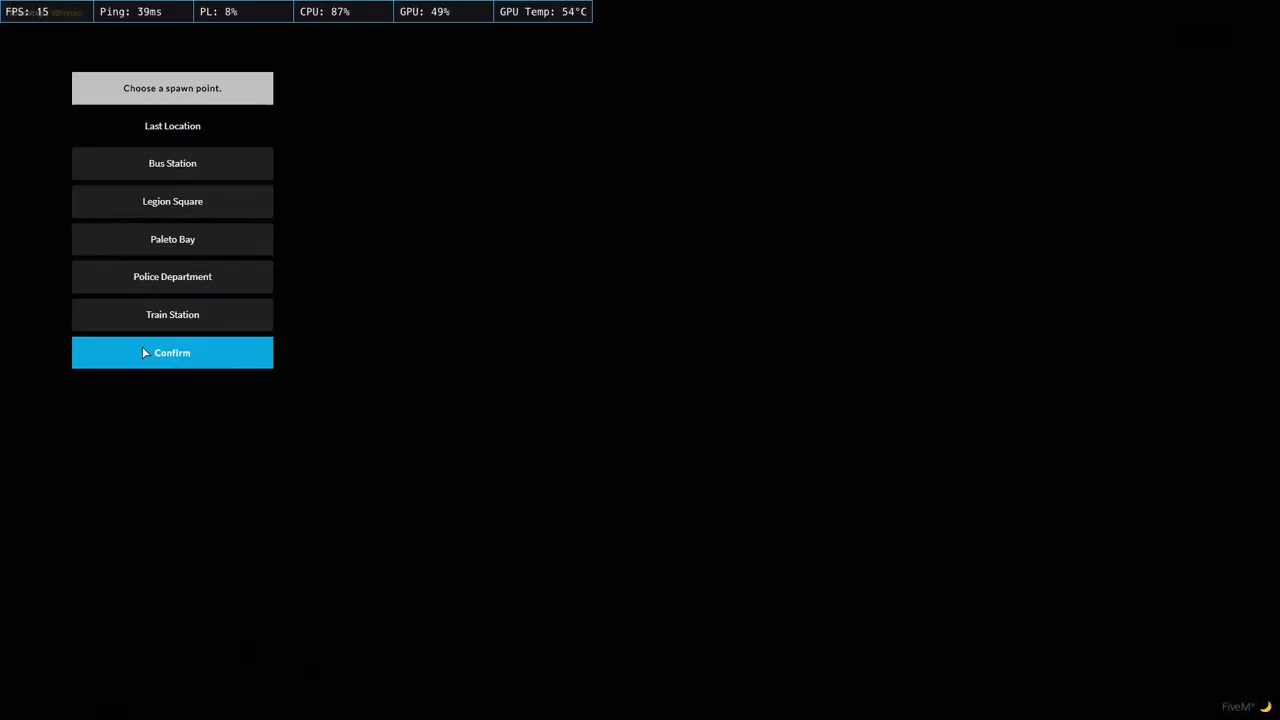 FPS: 15 Ping: 39ms PL: 8% CPU: 87% GPU: 49% GPU Temp: 54°C
Choose a spawn point.
Last Location
Bus Station
Legion Square
Paleto Bay
Police Department
Train Station
Confirm
FiveM*